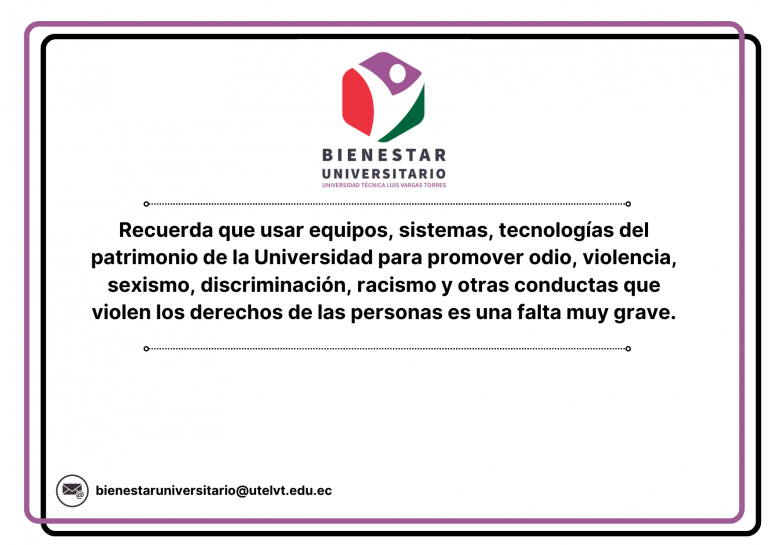 BIENESTAR
UNIVERSITARIO
UNIVERSIDAD TÉCNICA LUIS VARGAS TORRES
Recuerda que usar equipos, sistemas, tecnologías del
patrimonio de la Universidad para promover odio, violencia,
sexismo, discriminación, racismo y otras conductas que
violen los derechos de las personas es una falta muy grave.
@
bienestaruniversitario@utelvt.edu.ec